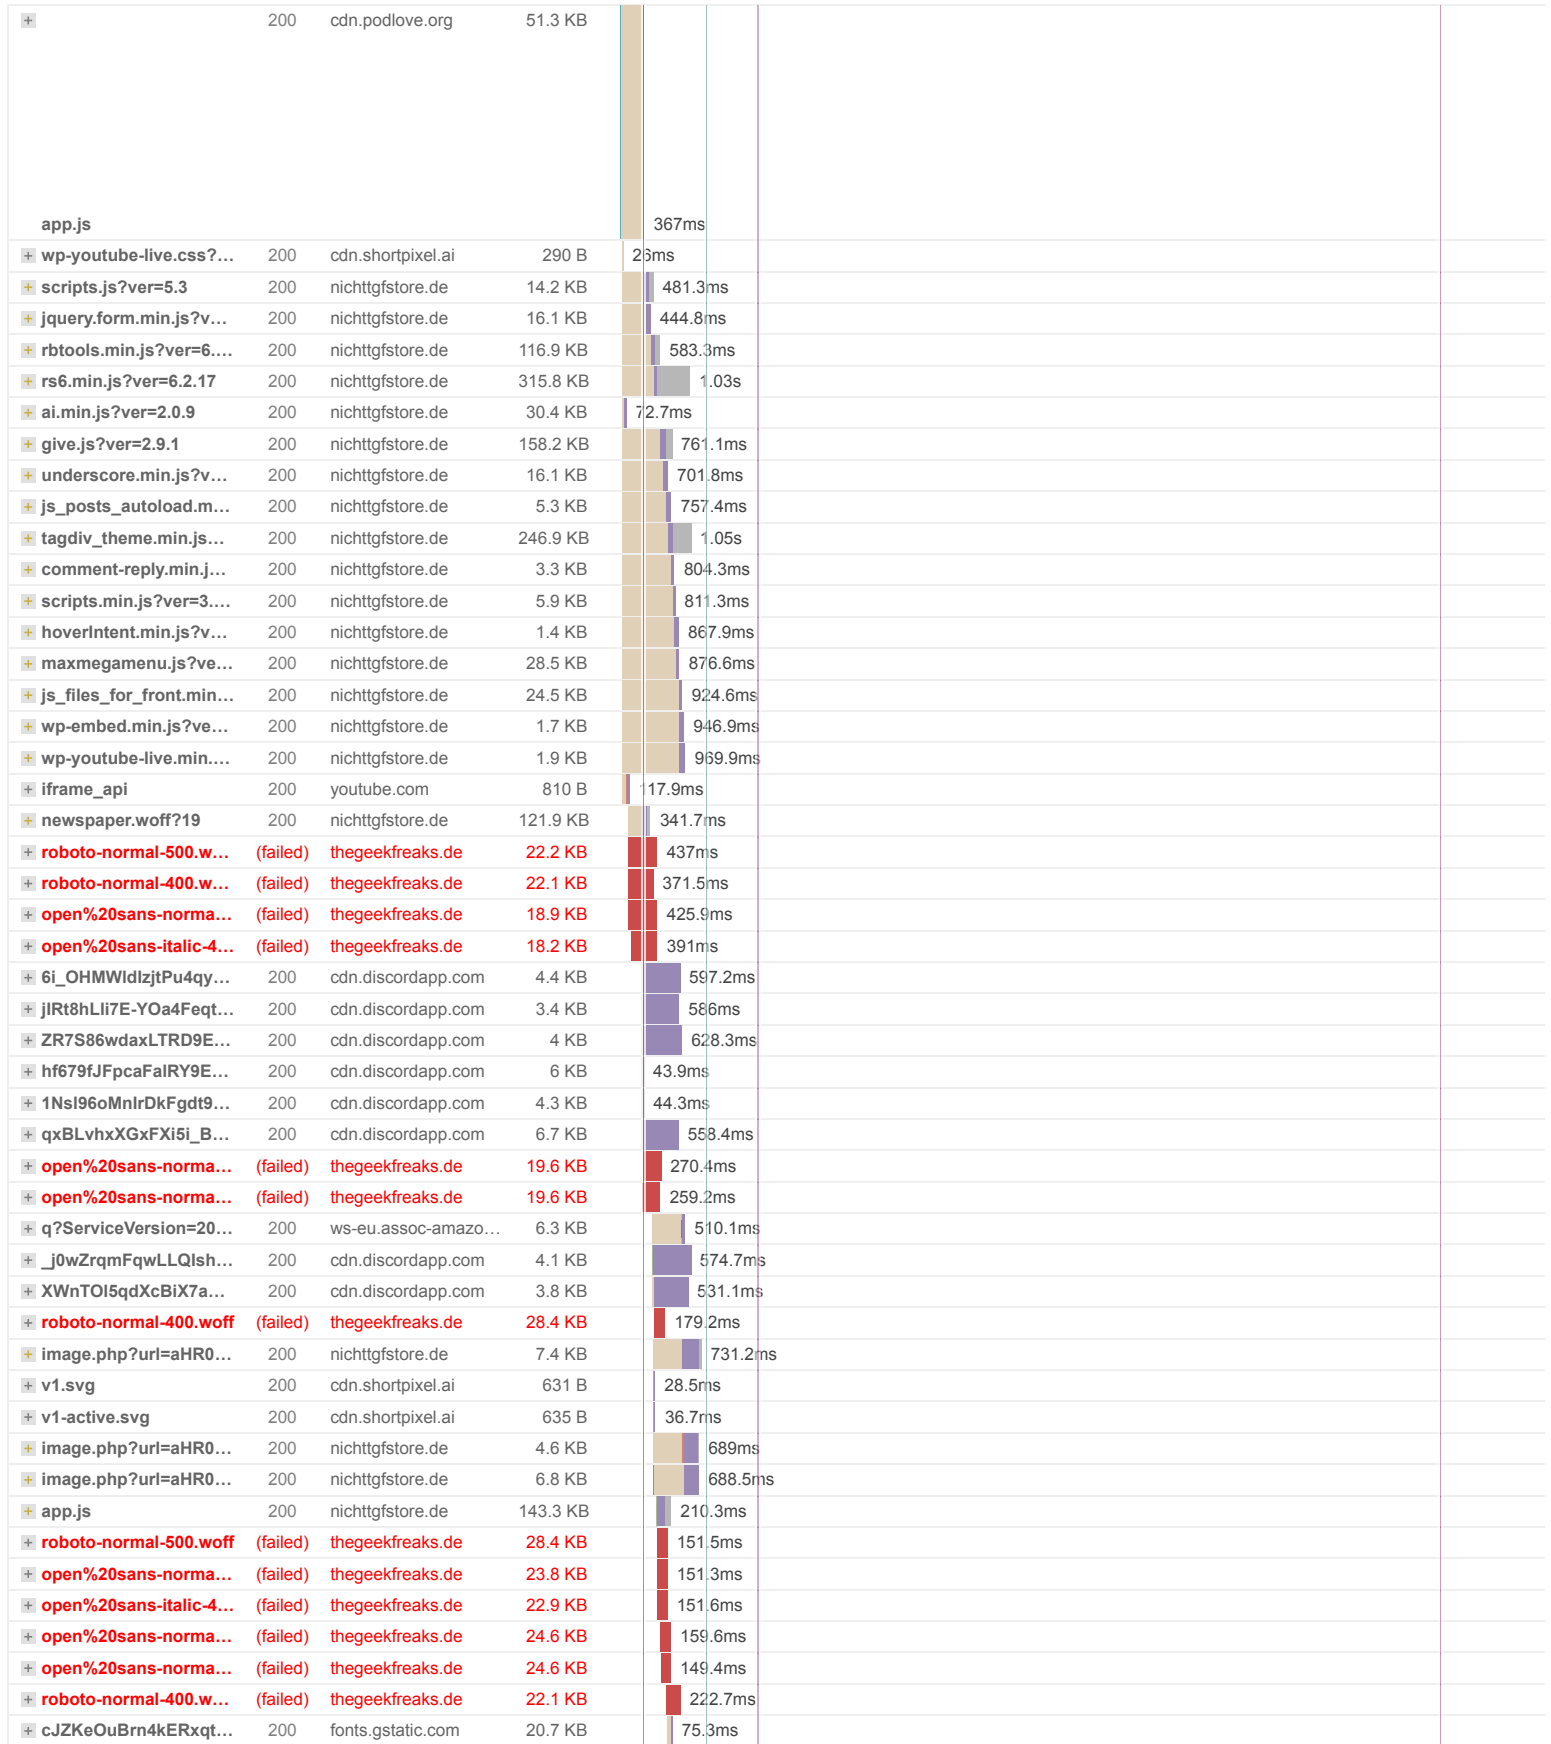 200 cdn.podlove.org 51.3 KB
app.js 367ms
wp-youtube-live.css?… 200 cdn.shortpixel.ai 290 B 26ms
scripts.js?ver=5.3 200 nichttgfstore.de 14.2 KB 481.3ms
jquery.form.min.js?v… 200 nichttgfstore.de 16.1 KB 444.8ms
rbtools.min.js?ver=6.… 200 nichttgfstore.de 116.9 KB 583.3ms
rs6.min.js?ver=6.2.17 200 nichttgfstore.de 315.8 KB 1.03s
ai.min.js?ver=2.0.9 200 nichttgfstore.de 30.4 KB 72.7ms
give.js?ver=2.9.1 200 nichttgfstore.de 158.2 KB 761.1ms
underscore.min.js?v… 200 nichttgfstore.de 16.1 KB 701.8ms
js_posts_autoload.m… 200 nichttgfstore.de 5.3 KB 757.4ms
tagdiv_theme.min.js… 200 nichttgfstore.de 246.9 KB 1.05s
comment-reply.min.j… 200 nichttgfstore.de 3.3 KB 804.3ms
scripts.min.js?ver=3.… 200 nichttgfstore.de 5.9 KB 811.3ms
hoverIntent.min.js?v… 200 nichttgfstore.de 1.4 KB 867.9ms
maxmegamenu.js?ve… 200 nichttgfstore.de 28.5 KB 876.6ms
js_files_for_front.min… 200 nichttgfstore.de 24.5 KB 924.6ms
wp-embed.min.js?ve… 200 nichttgfstore.de 1.7 KB 946.9ms
wp-youtube-live.min.… 200 nichttgfstore.de 1.9 KB 969.9ms
iframe_api 200 youtube.com 810 B 117.9ms
newspaper.woff?19 200 nichttgfstore.de 121.9 KB 341.7ms
roboto-normal-500.w… (failed) thegeekfreaks.de 22.2 KB 437ms
roboto-normal-400.w… (failed) thegeekfreaks.de 22.1 KB 371.5ms
open%20sans-norma… (failed) thegeekfreaks.de 18.9 KB 425.9ms
open%20sans-italic-4… (failed) thegeekfreaks.de 18.2 KB 391ms
6i_OHMWIdlzjtPu4qy… 200 cdn.discordapp.com 4.4 KB 597.2ms
jlRt8hLli7E-YOa4Feqt… 200 cdn.discordapp.com 3.4 KB 586ms
ZR7S86wdaxLTRD9E… 200 cdn.discordapp.com 4 KB 628.3ms
hf679fJFpcaFaIRY9E… 200 cdn.discordapp.com 6 KB 43.9ms
1NsI96oMnIrDkFgdt9… 200 cdn.discordapp.com 4.3 KB 44.3ms
qxBLvhxXGxFXi5i_B… 200 cdn.discordapp.com 6.7 KB 558.4ms
open%20sans-norma… (failed) thegeekfreaks.de 19.6 KB 270.4ms
open%20sans-norma… (failed) thegeekfreaks.de 19.6 KB 259.2ms
q?ServiceVersion=20… 200 ws-eu.assoc-amazo… 6.3 KB 510.1ms
_j0wZrqmFqwLLQIsh… 200 cdn.discordapp.com 4.1 KB 574.7ms
XWnTOI5qdXcBiX7a… 200 cdn.discordapp.com 3.8 KB 531.1ms
roboto-normal-400.woff (failed) thegeekfreaks.de 28.4 KB 179.2ms
image.php?url=aHR0… 200 nichttgfstore.de 7.4 KB 731.2ms
v1.svg 200 cdn.shortpixel.ai 631 B 28.5ms
v1-active.svg 200 cdn.shortpixel.ai 635 B 36.7ms
image.php?url=aHR0… 200 nichttgfstore.de 4.6 KB 689ms
image.php?url=aHR0… 200 nichttgfstore.de 6.8 KB 688.5ms
app.js 200 nichttgfstore.de 143.3 KB 210.3ms
roboto-normal-500.woff (failed) thegeekfreaks.de 28.4 KB 151.5ms
open%20sans-norma… (failed) thegeekfreaks.de 23.8 KB 151.3ms
open%20sans-italic-4… (failed) thegeekfreaks.de 22.9 KB 151.6ms
open%20sans-norma… (failed) thegeekfreaks.de 24.6 KB 159.6ms
open%20sans-norma… (failed) thegeekfreaks.de 24.6 KB 149.4ms
roboto-normal-400.w… (failed) thegeekfreaks.de 22.1 KB 222.7ms
cJZKeOuBrn4kERxqt… 200 fonts.gstatic.com 20.7 KB 75.3ms